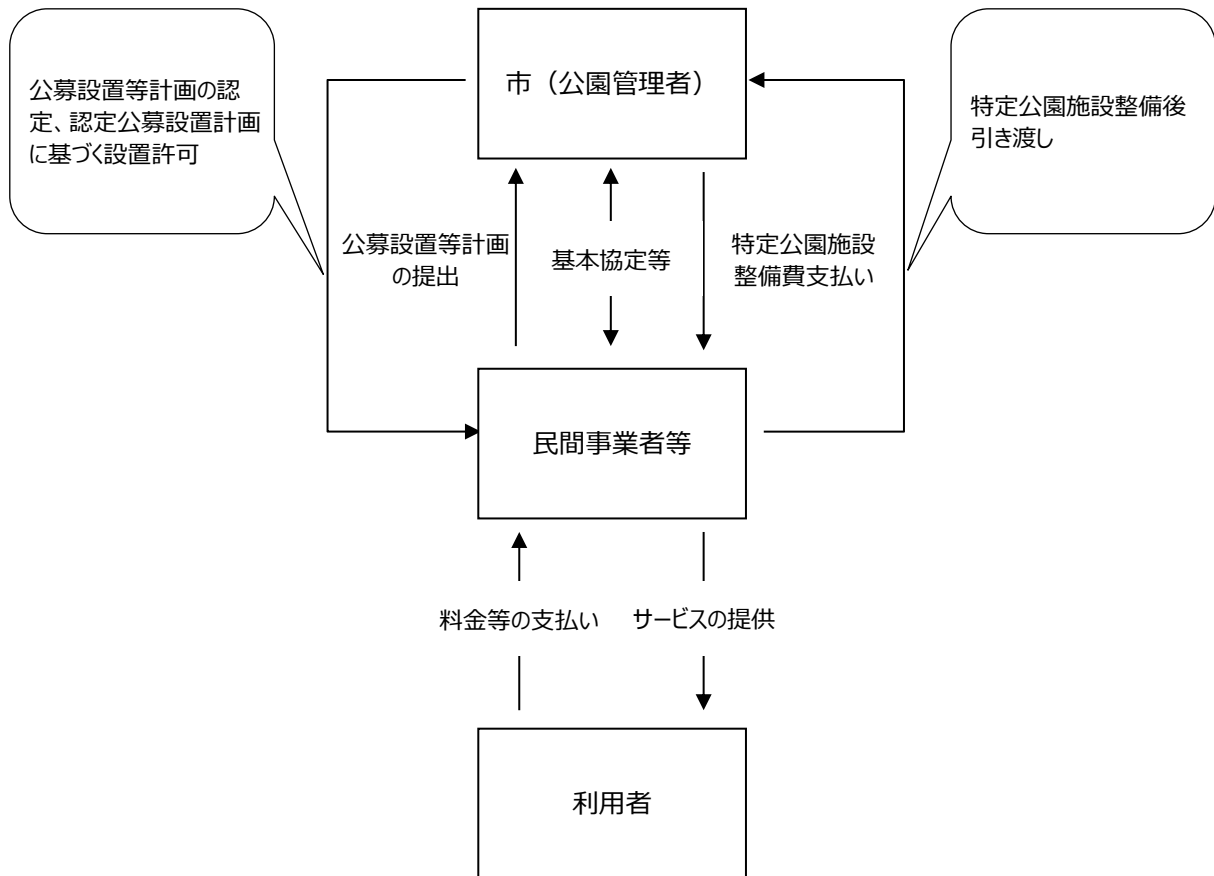 市（公園管理者）
公募設置等計画の認
定、認定公募設置計画
に基づく設置許可
特定公園施設整備後
引き渡し
公募設置等計画
の提出
基本協定等
特定公園施設
整備費支払い
民間事業者等
料金等の支払い
サービスの提供
利用者